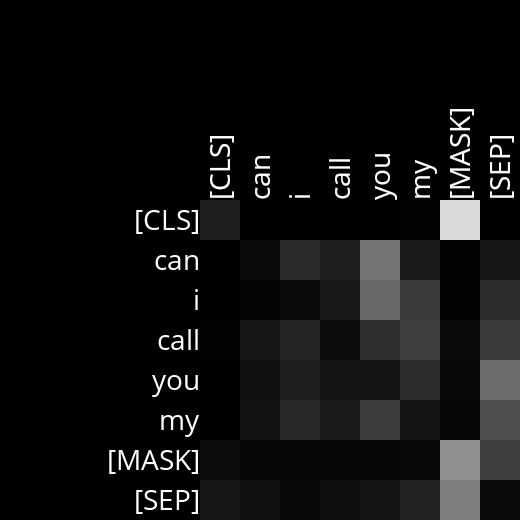 [CLS]
can
i
call
you
my
[MASK]
[SEP]
[CLS]
can
i
call
you
my
[MASK]
[SEP]